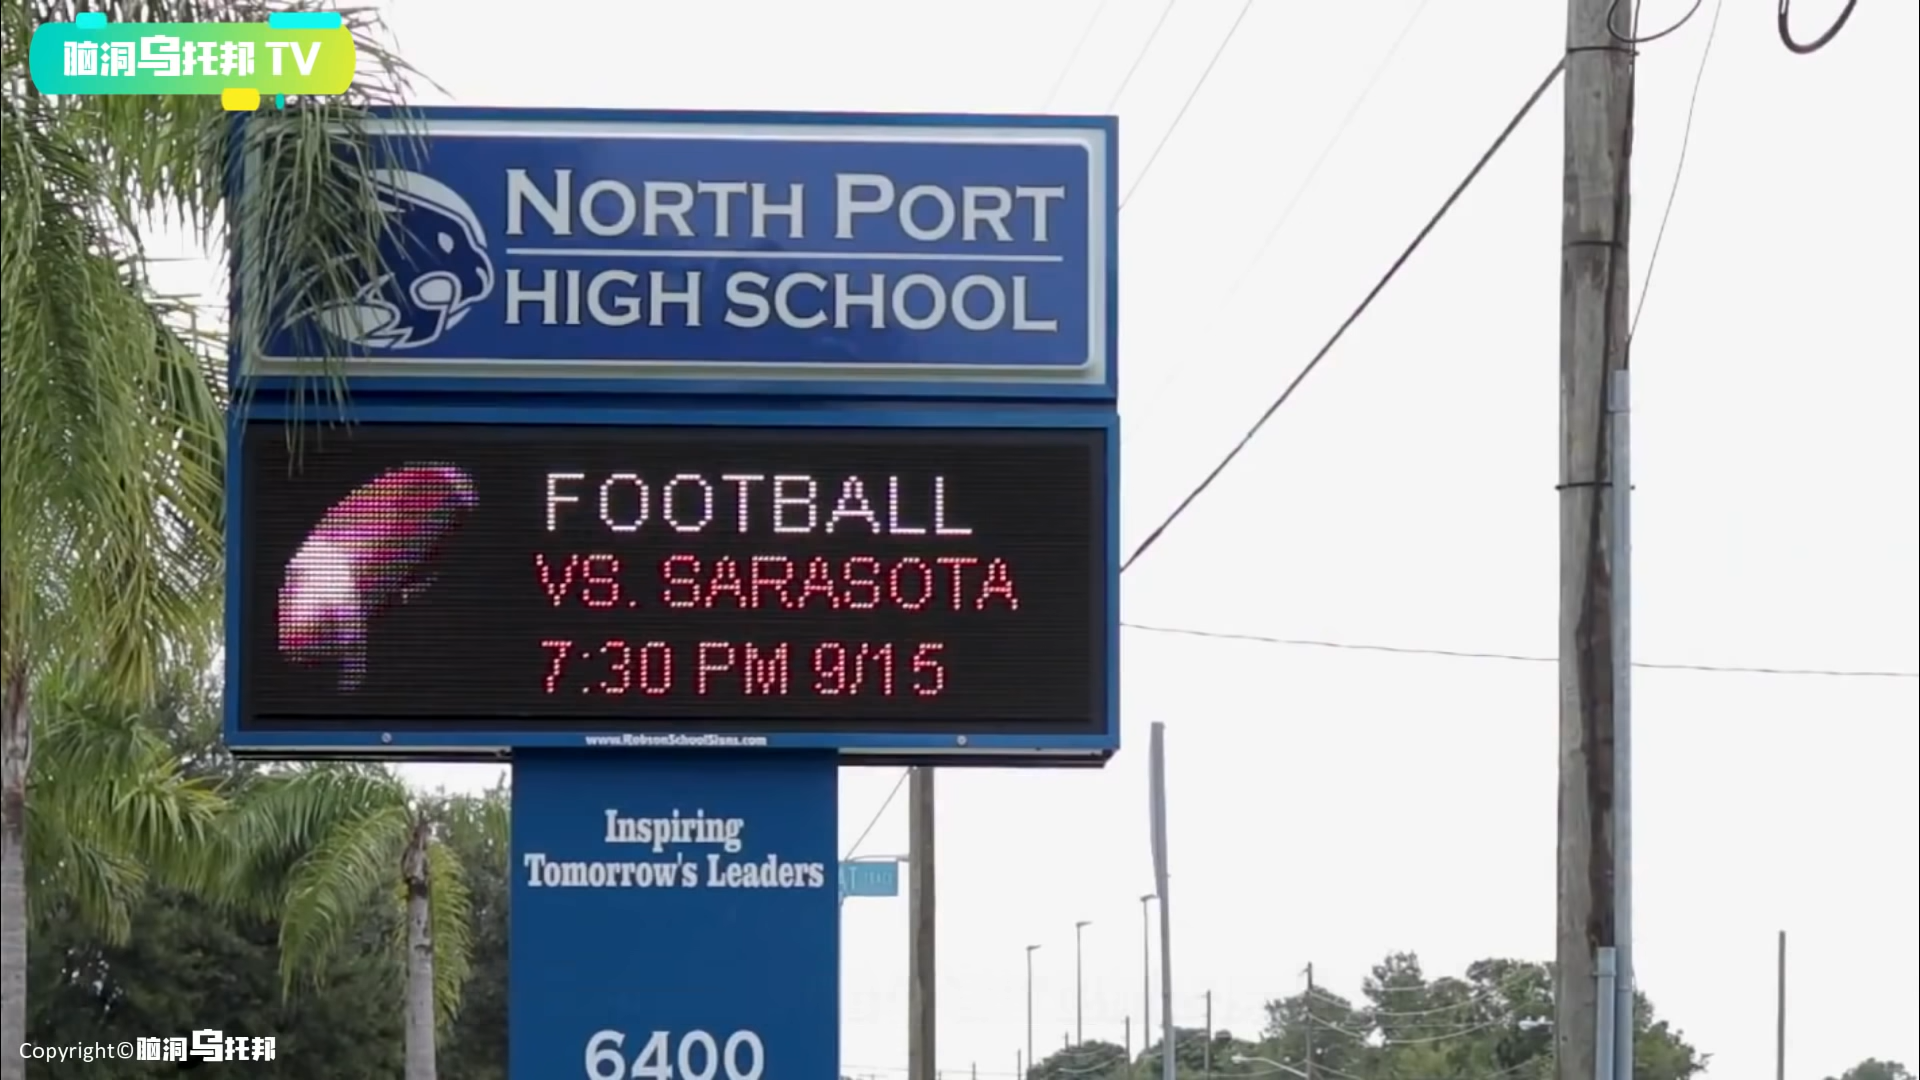 脑洞乌托邦 TV
NORTH PORT
HIGH SCHOOL
FOOTBALL
VS. SARASOTA
7:30 PM 9/15
www.RobsonSchoolSigns.com
Inspiring
Tomorrow's Leaders
6400
Copyright©脑洞乌托邦